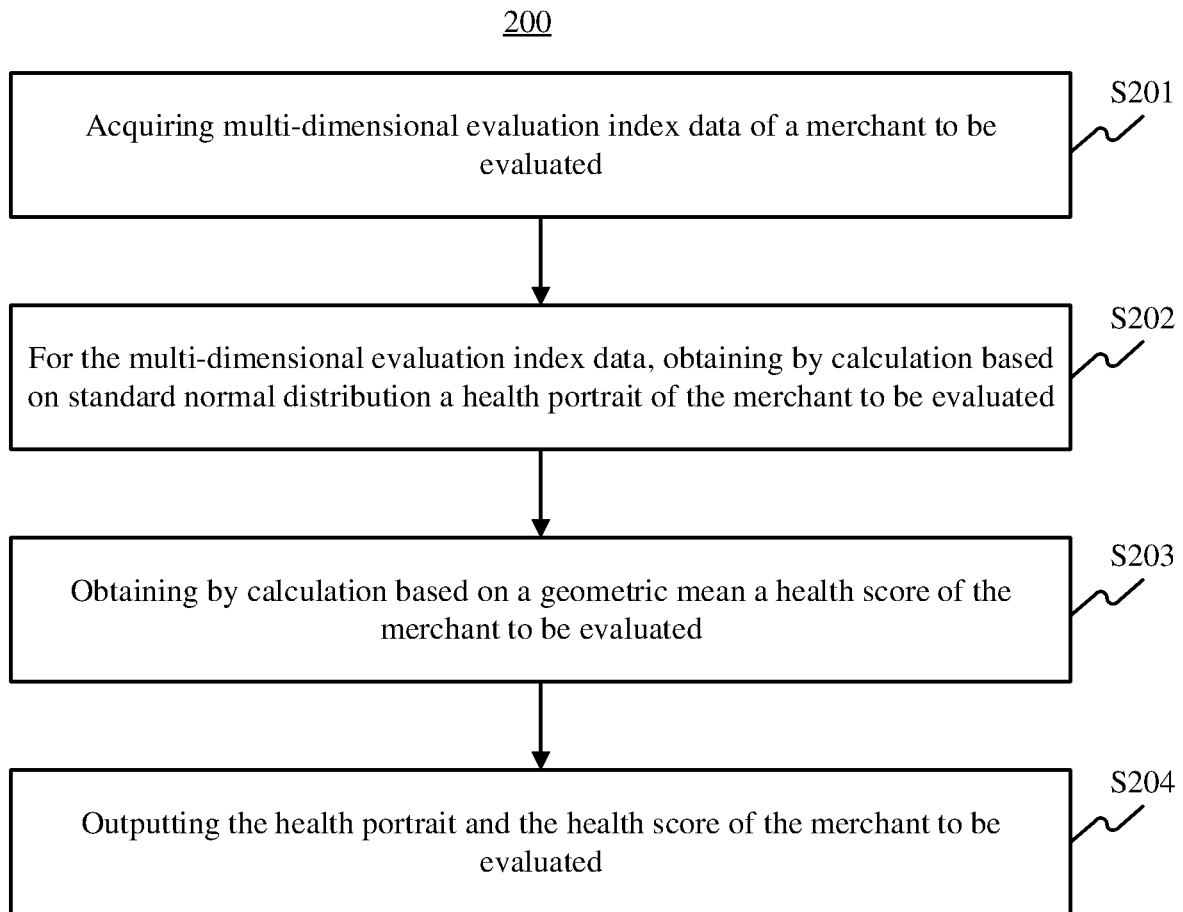 200
S201
Acquiring multi-dimensional evaluation index data of a merchant to be
evaluated
S202
For the multi-dimensional evaluation index data, obtaining by calculation based
on standard normal distribution a health portrait of the merchant to be evaluated
S203
Obtaining by calculation based on a geometric mean a health score of the
merchant to be evaluated
S204
Outputting the health portrait and the health score of the merchant to be
evaluated